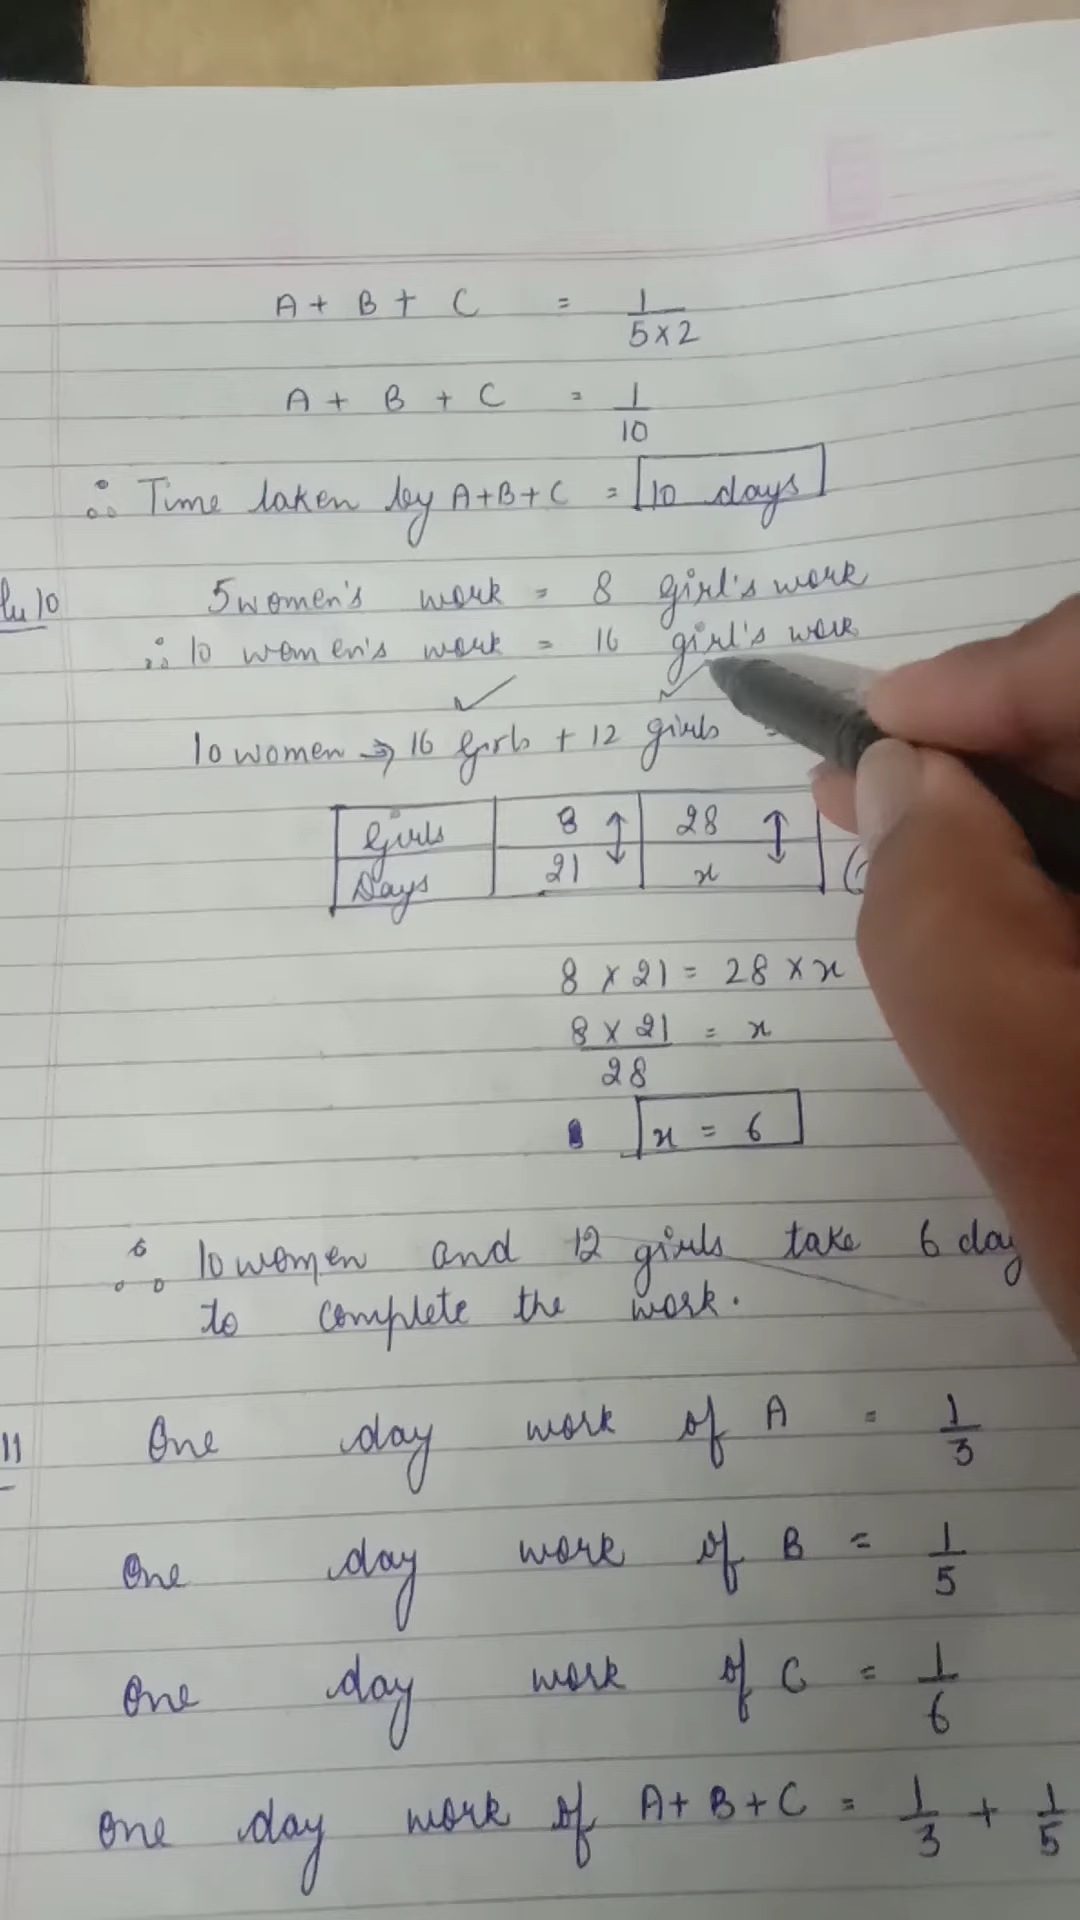 A + B + C = 1/5×2
A + B + C = 1/10
∴ Time taken by A+B+C = 10 days
10
5 women's work = 8 girl's work
∴ 10 women's work = 16 girl's work
10 women ⇒ 16 girls + 12 girls =
Girls 8 ↕ 28 ↕
Days 21 x
8 × 21 = 28 × x
8 × 21/28 = x
x = 6
∴ 10 women and 12 girls take 6 day
to complete the work.
11 One day work of A = 1/3
One day work of B = 1/5
One day work of C = 1/6
One day work of A+B+C = 1/3 + 1/5